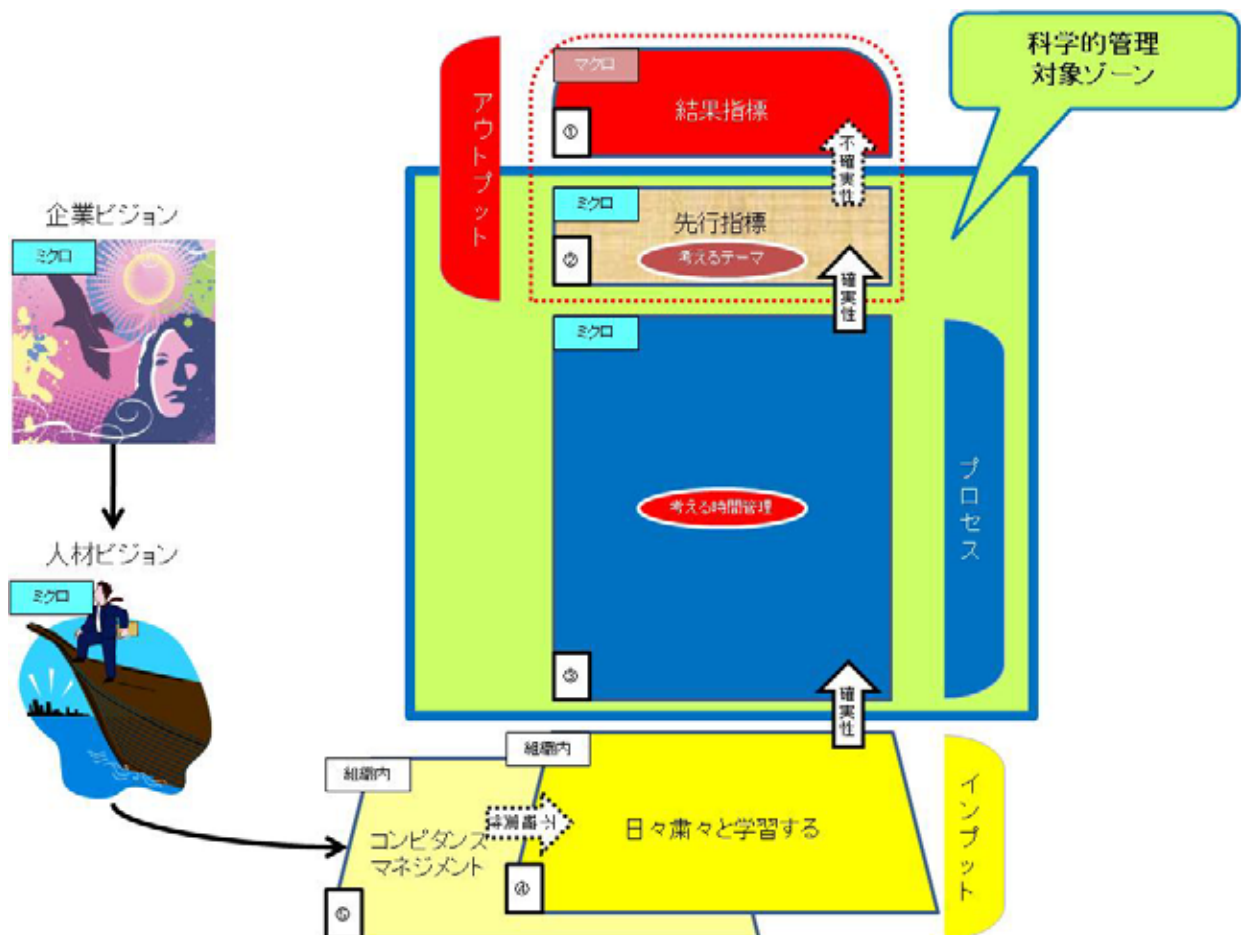 科学的管理
対象ゾーン
アウトプット
マクロ
結果指標
①
不確実性
ミクロ
先行指標
考えるテーマ
②
確実性
企業ビジョン
ミクロ
ミクロ
考える時間管理
プロセス
③
確実性
人材ビジョン
ミクロ
組織内
組織内
コンピタンス
マネジメント
不確実性
日々粛々と学習する
④
⑤
インプット